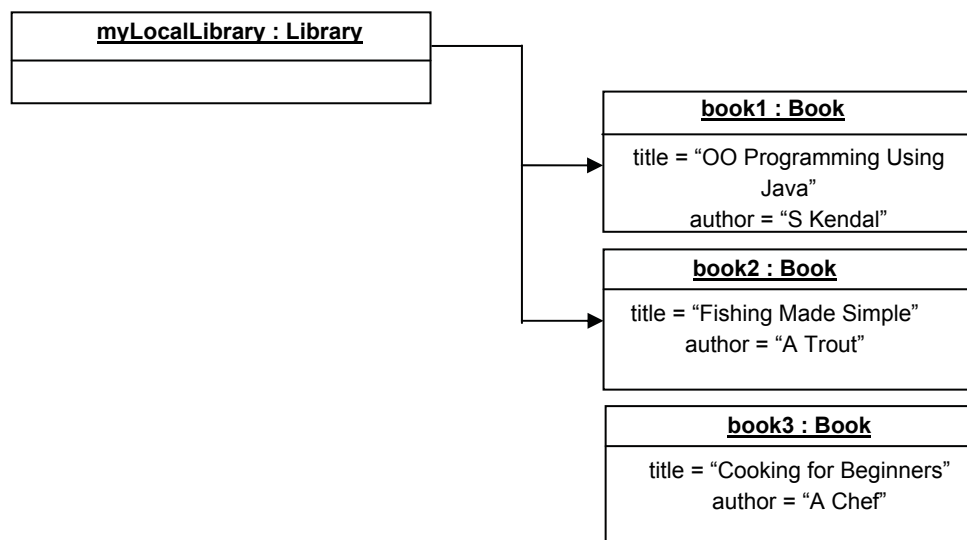 myLocalLibrary : Library
book1 : Book
title = “OO Programming Using
Java”
author = “S Kendal”
book2 : Book
title = “Fishing Made Simple”
author = “A Trout”
book3 : Book
title = “Cooking for Beginners”
author = “A Chef”